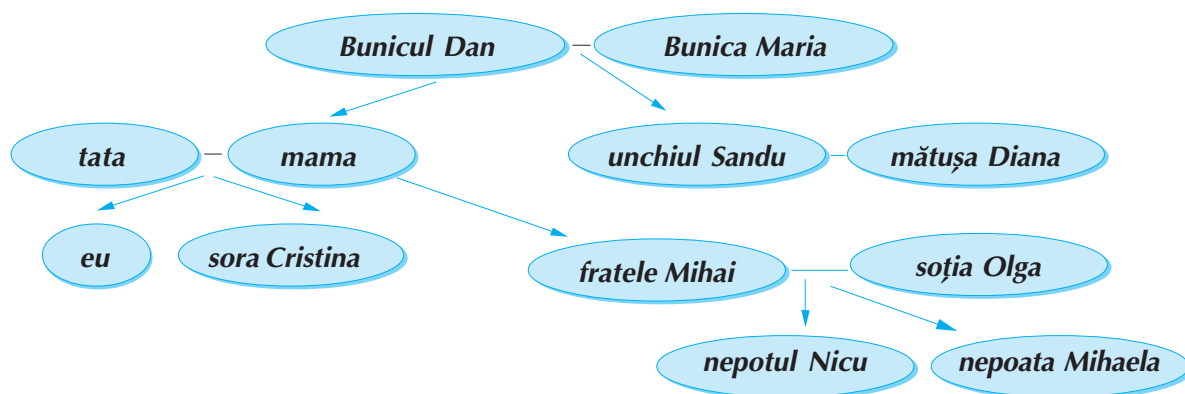 Bunicul Dan
Bunica Maria
tata
mama
unchiul Sandu
mătușa Diana
eu
sora Cristina
fratele Mihai
soția Olga
nepotul Nicu
nepoata Mihaela